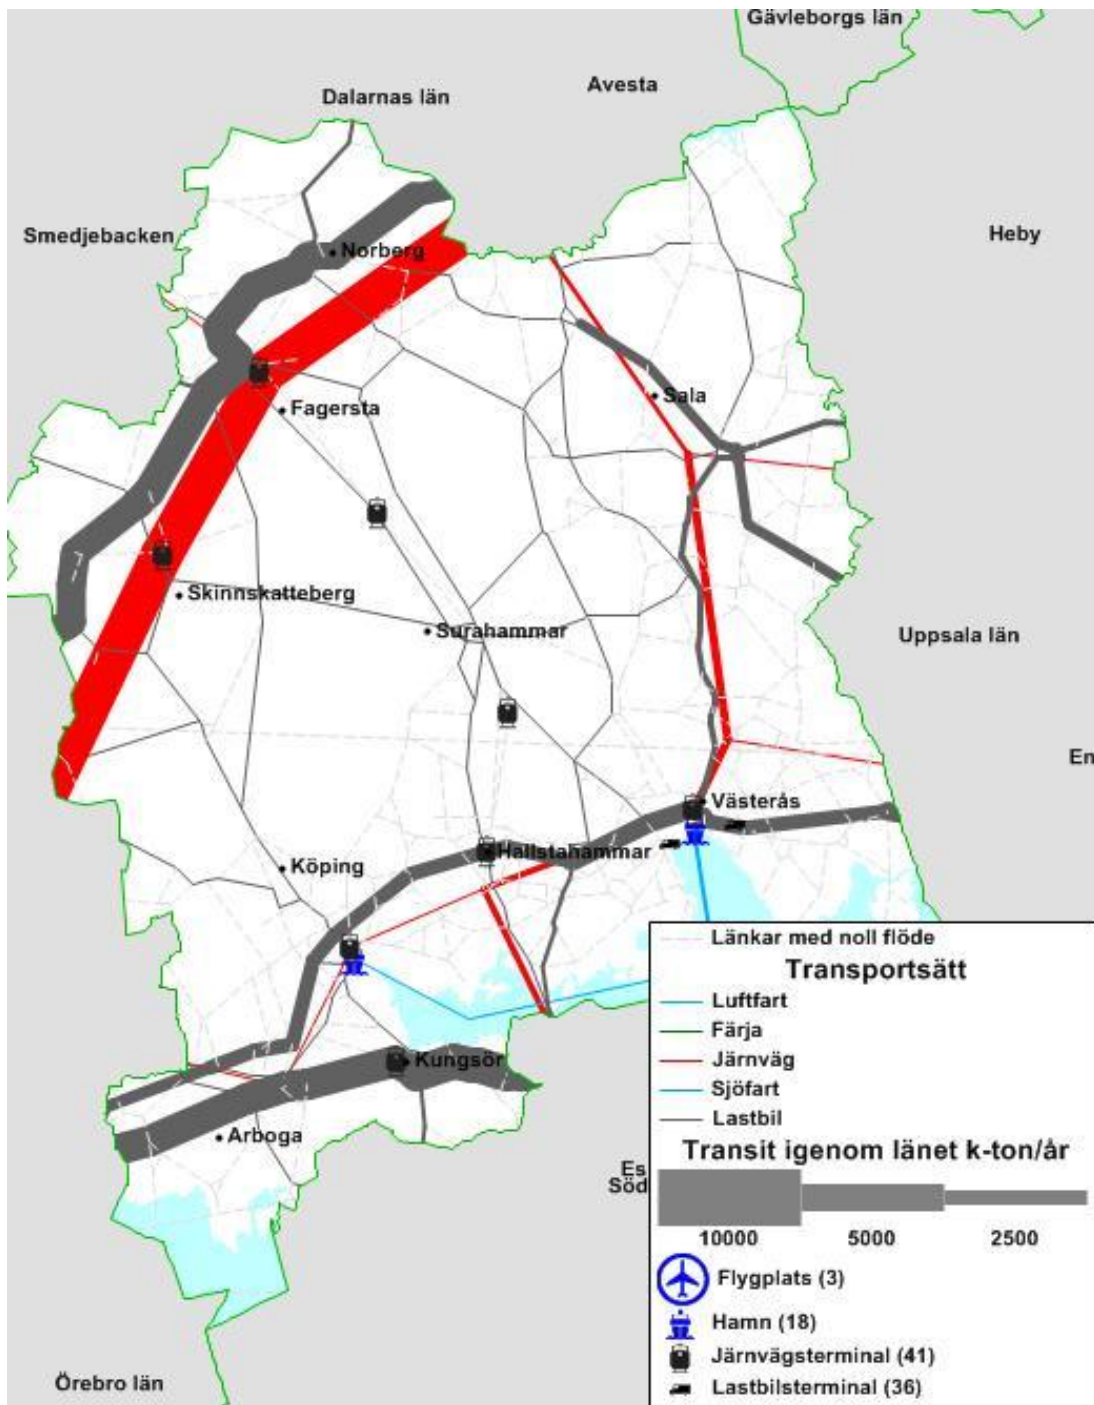 Gävleborgs län
Avesta
Dalarnas län
Smedjebacken
Heby
Norberg
Sala
Fagersta
Skinnskatteberg
Surahammar
Uppsala län
En
Västerås
Hallstahammar
Köping
Kungsör
Arboga
Es
Söd
Örebro län
Länkar med noll flöde
Transportsätt
Luftfart
Färja
Järnväg
Sjöfart
Lastbil
Transit igenom länet k-ton/år
10000 5000 2500
Flygplats (3)
Hamn (18)
Järnvägsterminal (41)
Lastbilsterminal (36)